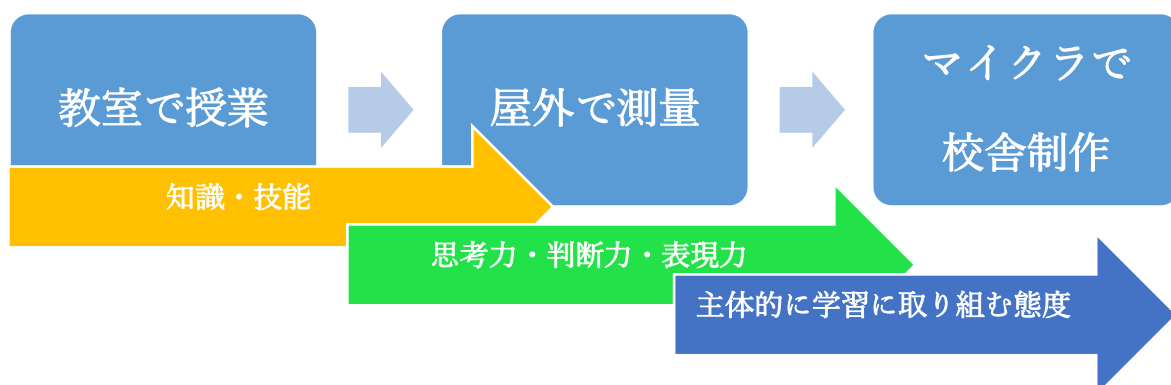 教室で授業
屋外で測量
マイクラで
校舎制作
知識・技能
思考力・判断力・表現力
主体的に学習に取り組む態度